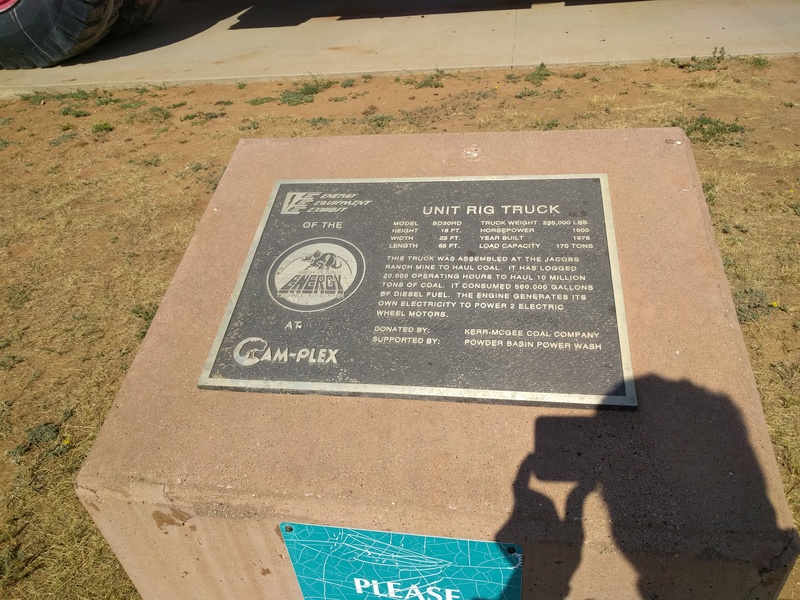 ENERGY
EQUIPMENT
EXHIBIT
OF THE
ENERGY
AT
CAM-PLEX
UNIT RIG TRUCK
MODEL BD30RD TRUCK WEIGHT 235,000 LBS.
HEIGHT 18 FT. HORSEPOWER 1600
WIDTH 23 FT. YEAR BUILT 1978
LENGTH 65 FT. LOAD CAPACITY 170 TONS
THIS TRUCK WAS ASSEMBLED AT THE JACOBS
RANCH MINE TO HAUL COAL. IT HAS LOGGED
20,000 OPERATING HOURS TO HAUL 10 MILLION
TONS OF COAL. IT CONSUMED 560,000 GALLONS
OF DIESEL FUEL. THE ENGINE GENERATES ITS
OWN ELECTRICITY TO POWER 2 ELECTRIC
WHEEL MOTORS.
DONATED BY: KERR-MCGEE COAL COMPANY
SUPPORTED BY: POWDER BASIN POWER WASH
PLEASE